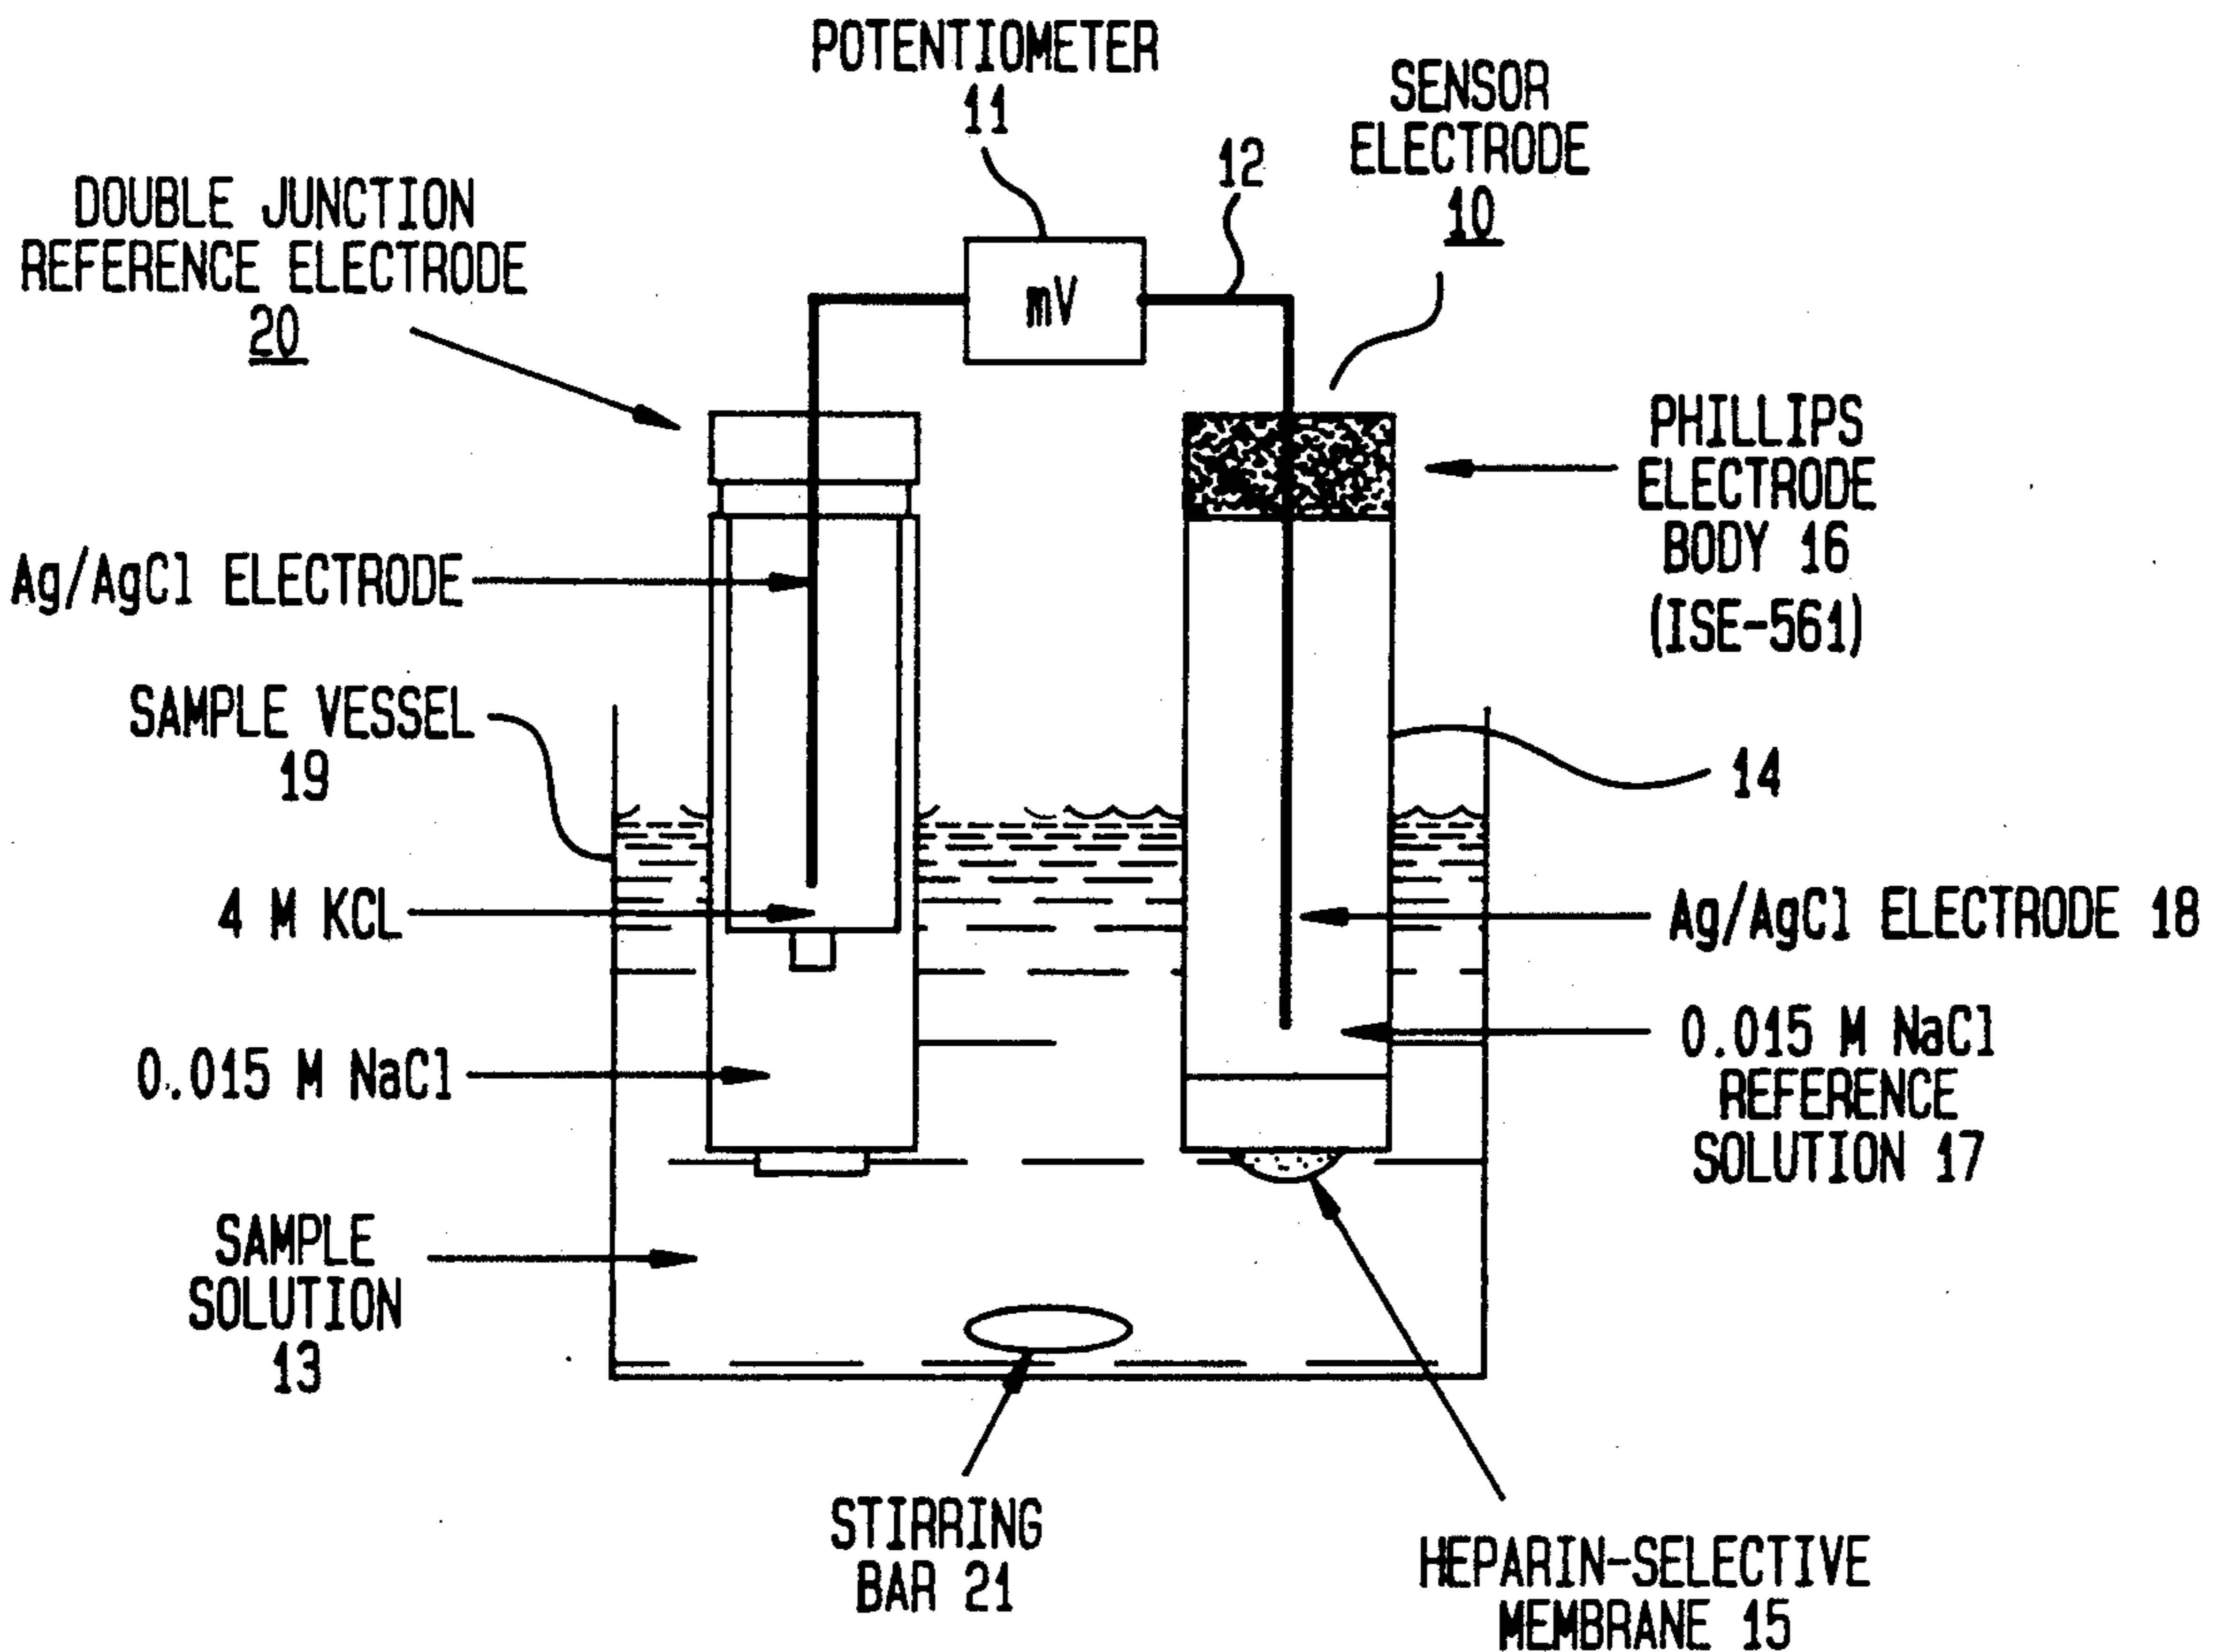 POTENTIOMETER
11
SENSOR
ELECTRODE
10
12
DOUBLE JUNCTION
REFERENCE ELECTRODE
20
mV
PHILLIPS
ELECTRODE
BODY 16
(ISE-561)
Ag/AgCl ELECTRODE
SAMPLE VESSEL
19
14
4 M KCL
Ag/AgCl ELECTRODE 18
0.015 M NaCl
0.015 M NaCl
REFERENCE
SOLUTION 17
SAMPLE
SOLUTION
13
STIRRING
BAR 21
HEPARIN-SELECTIVE
MEMBRANE 15